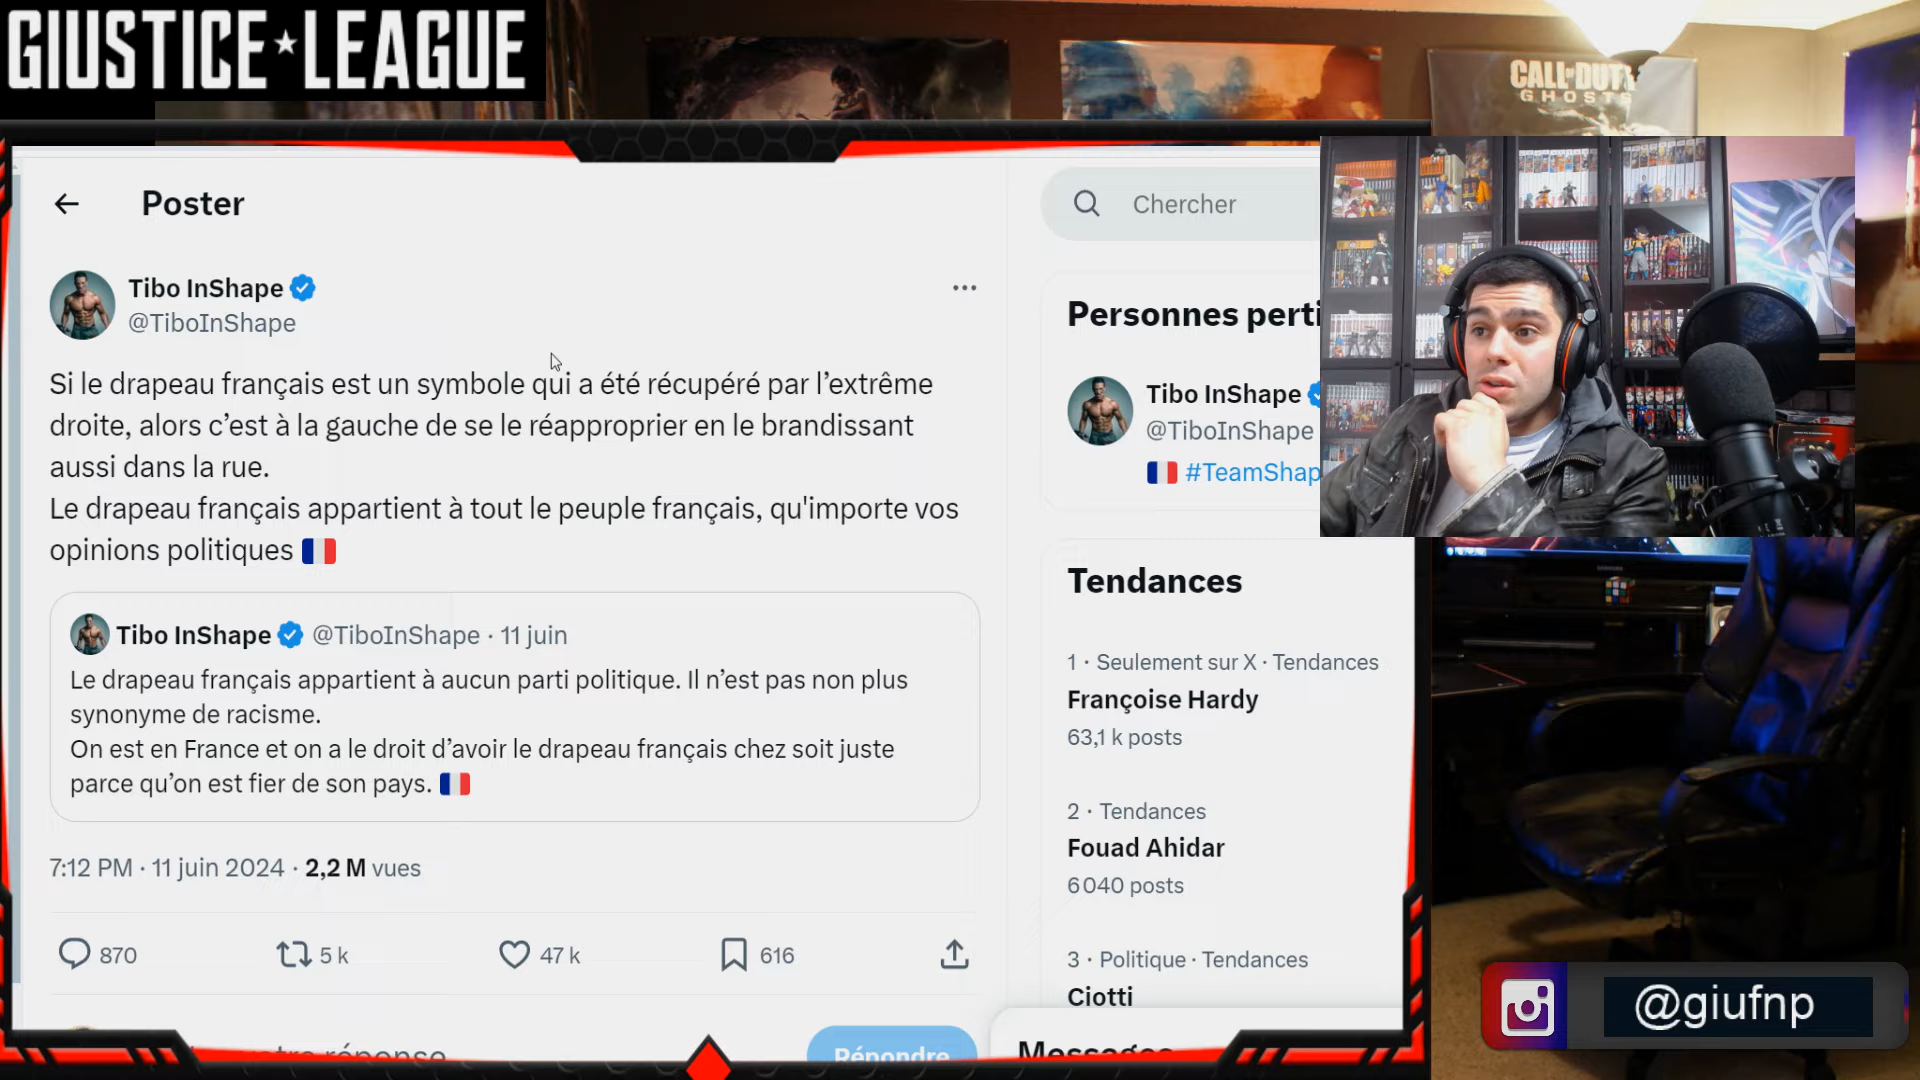 GIUSTICE★LEAGUE
CALL OF DUTY
GHOSTS
Poster
Tibo InShape
@TiboInShape
Si le drapeau français est un symbole qui a été récupéré par l’extrême
droite, alors c’est à la gauche de se le réapproprier en le brandissant
aussi dans la rue.
Le drapeau français appartient à tout le peuple français, qu'importe vos
opinions politiques 🇫🇷
Tibo InShape @TiboInShape · 11 juin
Le drapeau français appartient à aucun parti politique. Il n’est pas non plus
synonyme de racisme.
On est en France et on a le droit d’avoir le drapeau français chez soit juste
parce qu’on est fier de son pays. 🇫🇷
7:12 PM · 11 juin 2024 · 2,2 M vues
870 5 k 47 k 616
Répondre
Chercher
Personnes perti
Tibo InShape
@TiboInShape
🇫🇷 #TeamShap
Tendances
1 · Seulement sur X · Tendances
Françoise Hardy
63,1 k posts
2 · Tendances
Fouad Ahidar
6 040 posts
3 · Politique · Tendances
Ciotti
Messages
@giufnp